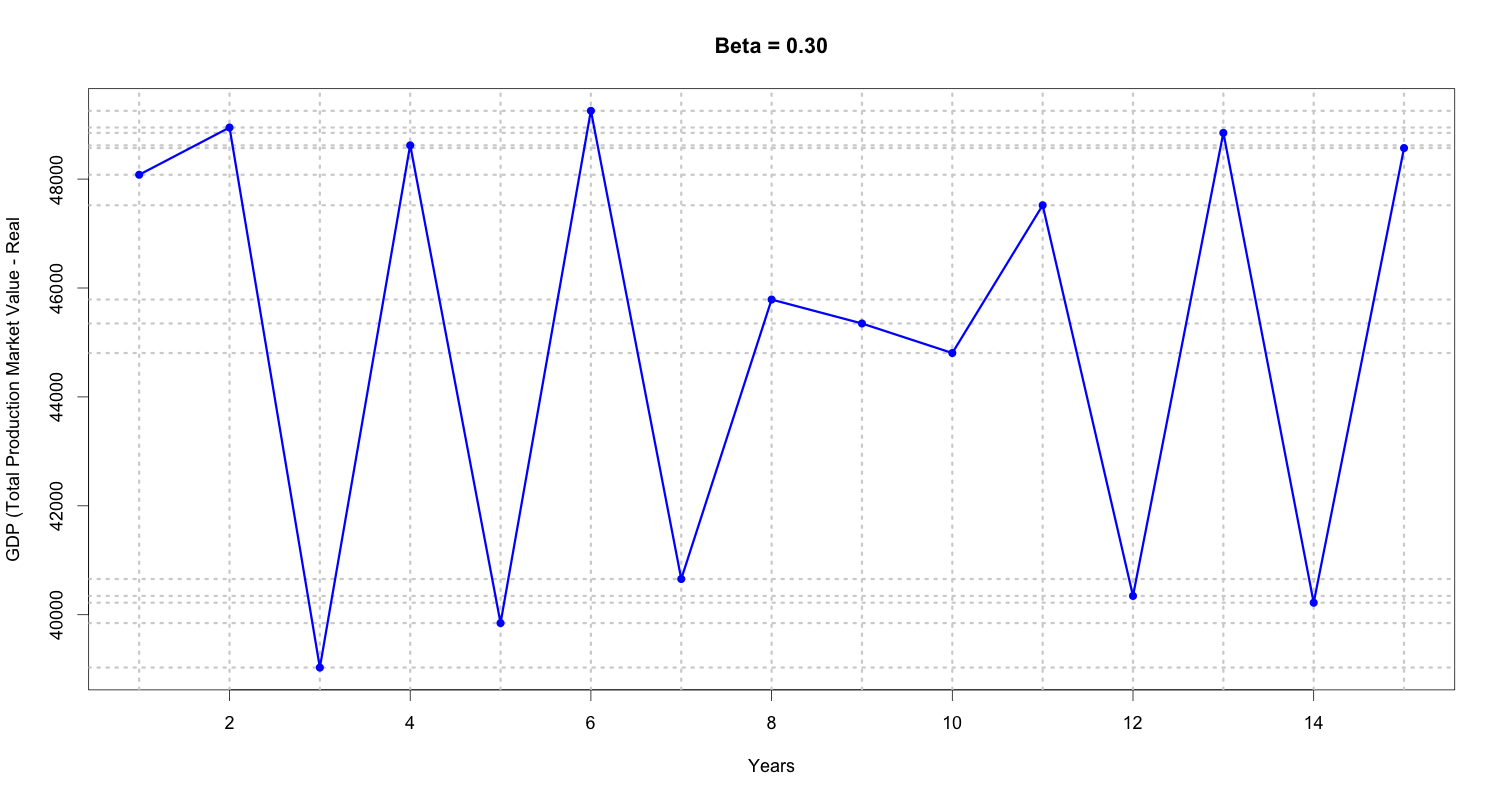 Beta = 0.30
GDP (Total Production Market Value - Real
48000
46000
44000
42000
40000
2 4 6 8 10 12 14
Years